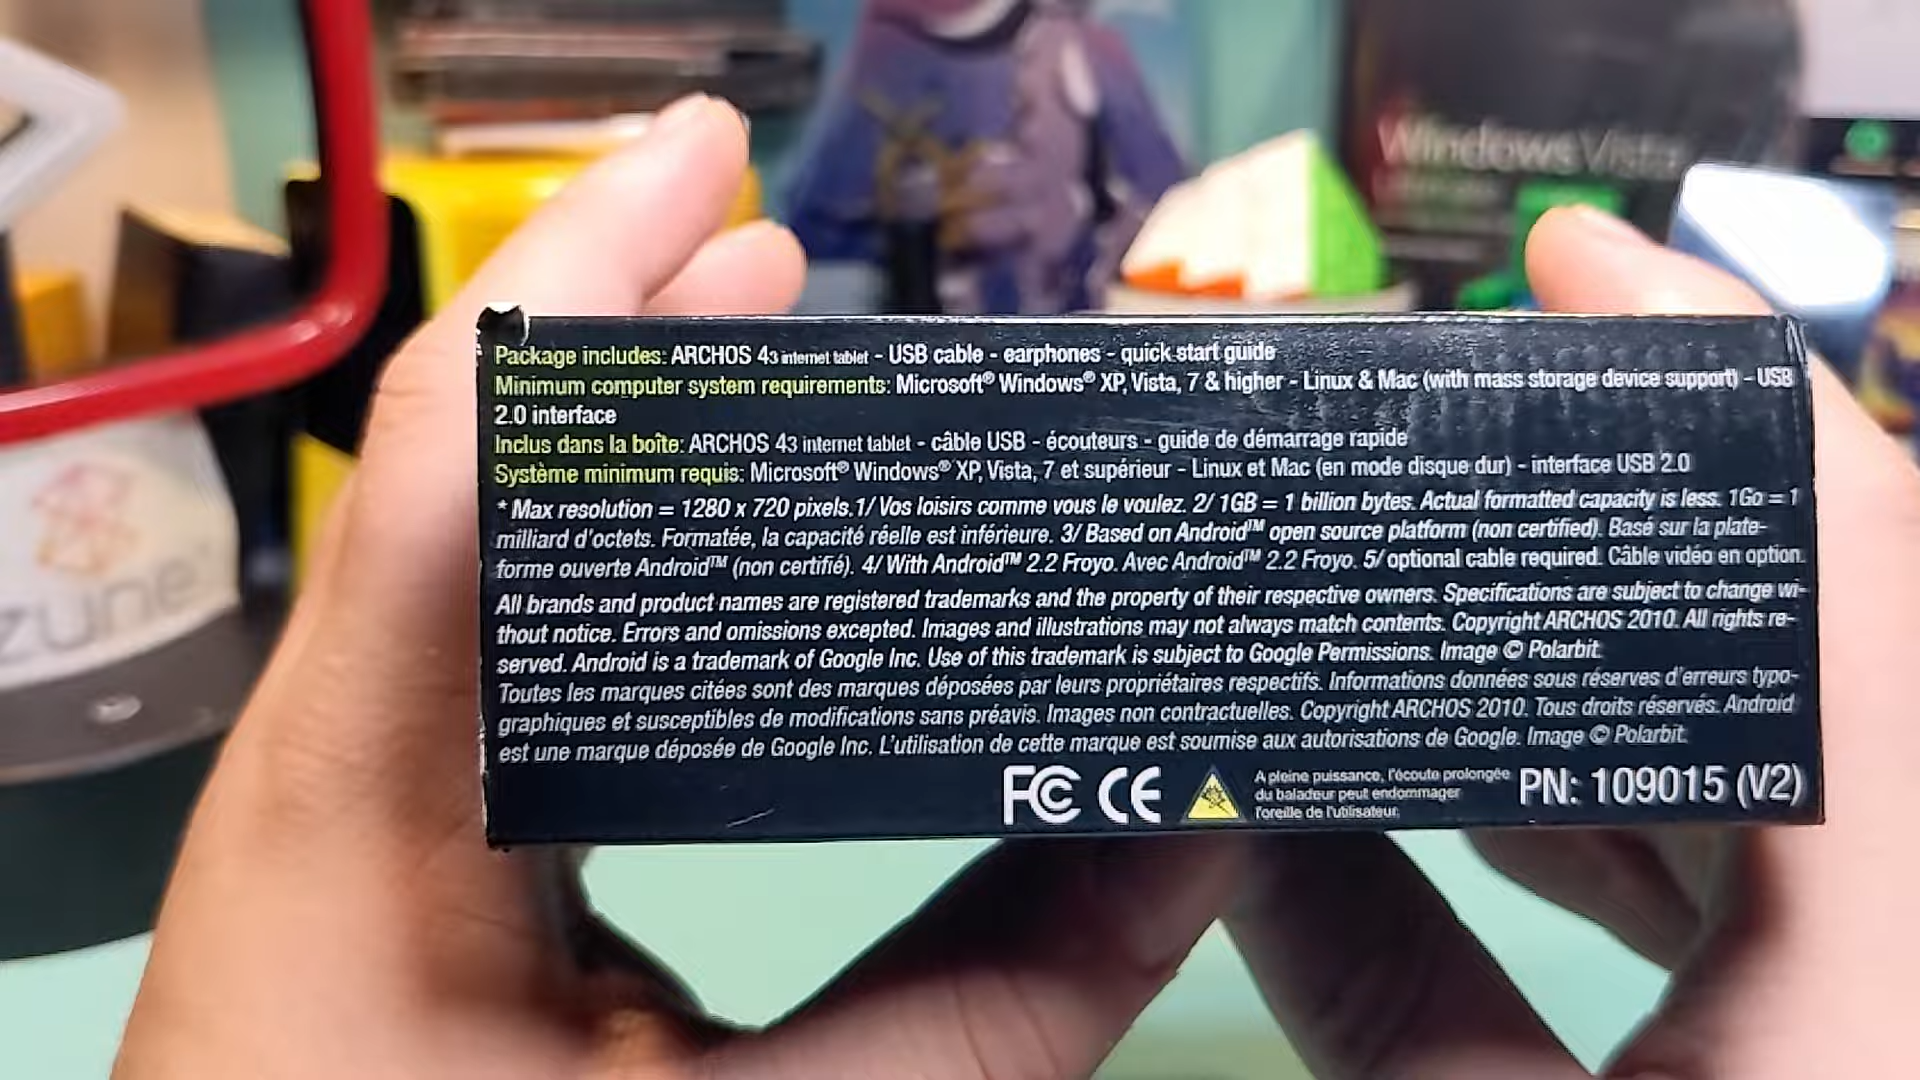 Windows Vista
zune
Package includes: ARCHOS 43 internet tablet - USB cable - earphones - quick start guide
Minimum computer system requirements: Microsoft® Windows® XP, Vista, 7 & higher - Linux & Mac (with mass storage device support) - USB
2.0 interface
Inclus dans la boîte: ARCHOS 43 internet tablet - câble USB - écouteurs - guide de démarrage rapide
Système minimum requis: Microsoft® Windows® XP, Vista, 7 et supérieur - Linux et Mac (en mode disque dur) - interface USB 2.0
* Max resolution = 1280 x 720 pixels. 1/ Vos loisirs comme vous le voulez. 2/ 1GB = 1 billion bytes. Actual formatted capacity is less. 1Go = 1
milliard d'octets. Formatée, la capacité réelle est inférieure. 3/ Based on Android™ open source platform (non certified). Basé sur la plate-
forme ouverte Android™ (non certifié). 4/ With Android™ 2.2 Froyo. Avec Android™ 2.2 Froyo. 5/ optional cable required. Câble vidéo en option.
All brands and product names are registered trademarks and the property of their respective owners. Specifications are subject to change wi-
thout notice. Errors and omissions excepted. Images and illustrations may not always match contents. Copyright ARCHOS 2010. All rights re-
served. Android is a trademark of Google Inc. Use of this trademark is subject to Google Permissions. Image © Polarbit.
Toutes les marques citées sont des marques déposées par leurs propriétaires respectifs. Informations données sous réserves d'erreurs typo-
graphiques et susceptibles de modifications sans préavis. Images non contractuelles. Copyright ARCHOS 2010. Tous droits réservés. Android
est une marque déposée de Google Inc. L'utilisation de cette marque est soumise aux autorisations de Google. Image © Polarbit.
FC CE
A pleine puissance, l'écoute prolongée
du baladeur peut endommager
l'oreille de l'utilisateur.
PN: 109015 (V2)